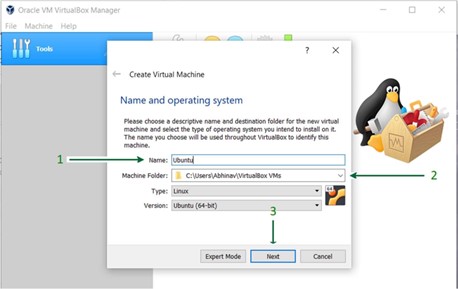 Oracle VM VirtualBox Manager
File Machine Help
Tools
? ×
Create Virtual Machine
Name and operating system
Please choose a descriptive name and destination folder for the new virtual
machine and select the type of operating system you intend to install on it.
The name you choose will be used throughout VirtualBox to identify this
machine.
1
Name: Ubuntu
Machine Folder: C:\Users\Abhinav\VirtualBox VMs
2
Type: Linux
64
Version: Ubuntu (64-bit)
3
Expert Mode Next Cancel